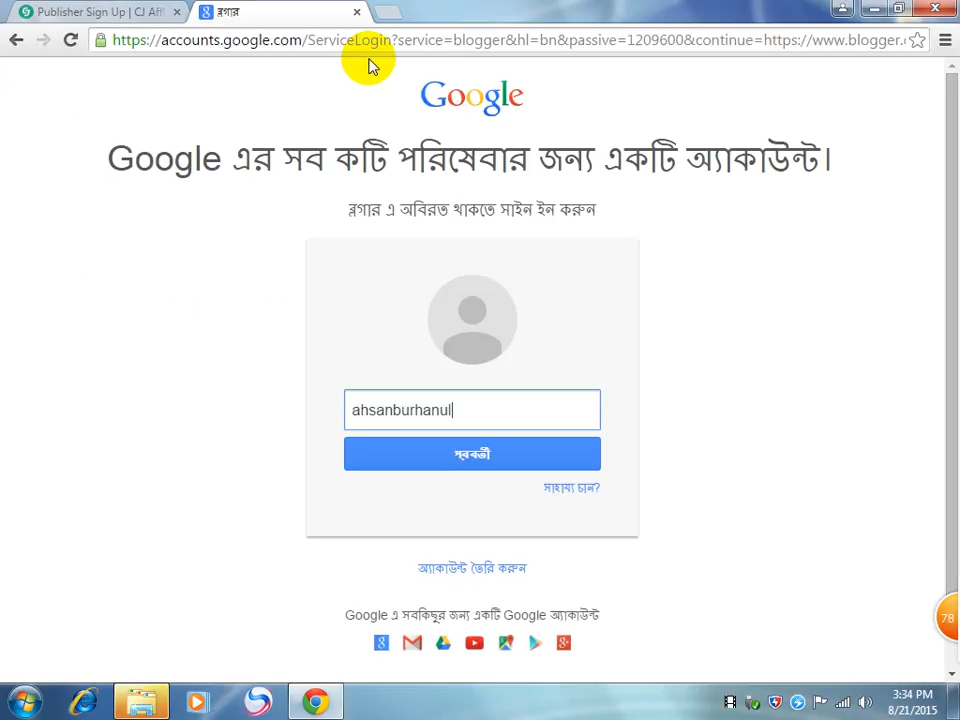 Publisher Sign Up | CJ Aff
ব্লগার
https://accounts.google.com/ServiceLogin?service=blogger&hl=bn&passive=1209600&continue=https://www.blogger.c
Google
Google এর সব কটি পরিষেবার জন্য একটি অ্যাকাউন্ট।
ব্লগার এ অবিরত থাকতে সাইন ইন করুন
ahsanburhanul
পরবর্তী
সাহায্য চান?
অ্যাকাউন্ট তৈরি করুন
Google এ সবকিছুর জন্য একটি Google অ্যাকাউন্ট
78
3:34 PM
8/21/2015